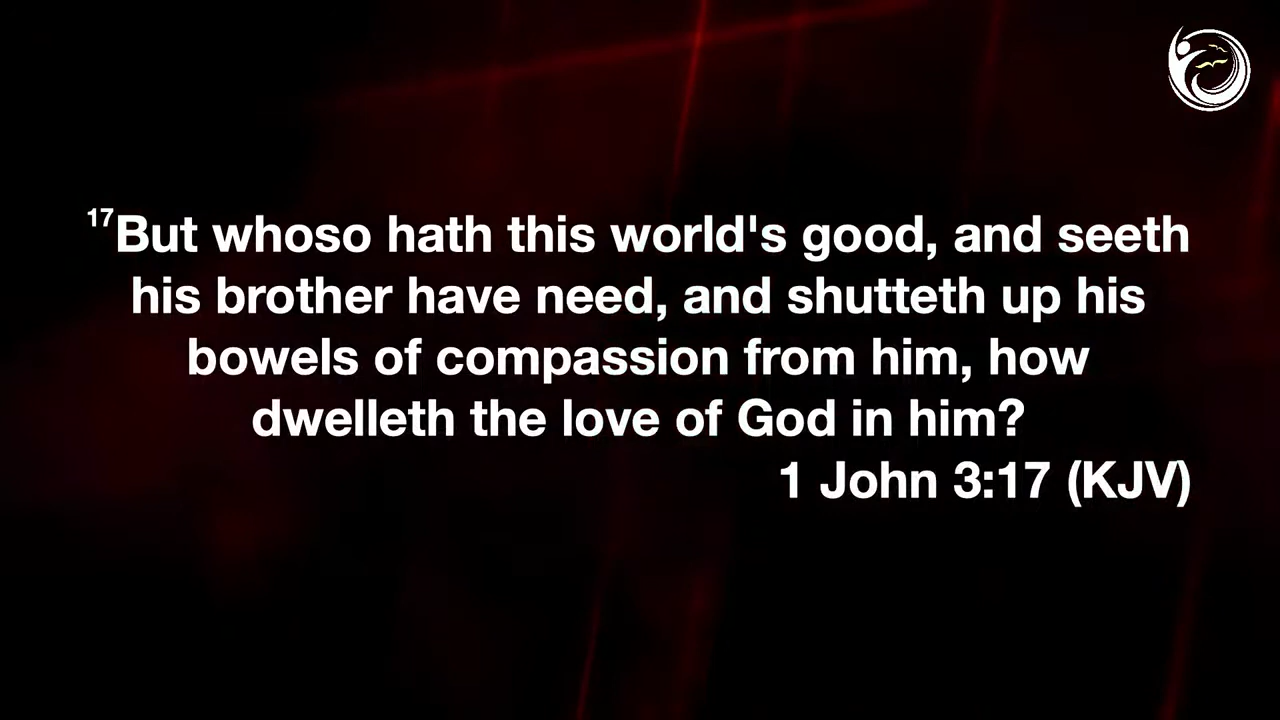 17But whoso hath this world's good, and seeth
his brother have need, and shutteth up his
bowels of compassion from him, how
dwelleth the love of God in him?
1 John 3:17 (KJV)